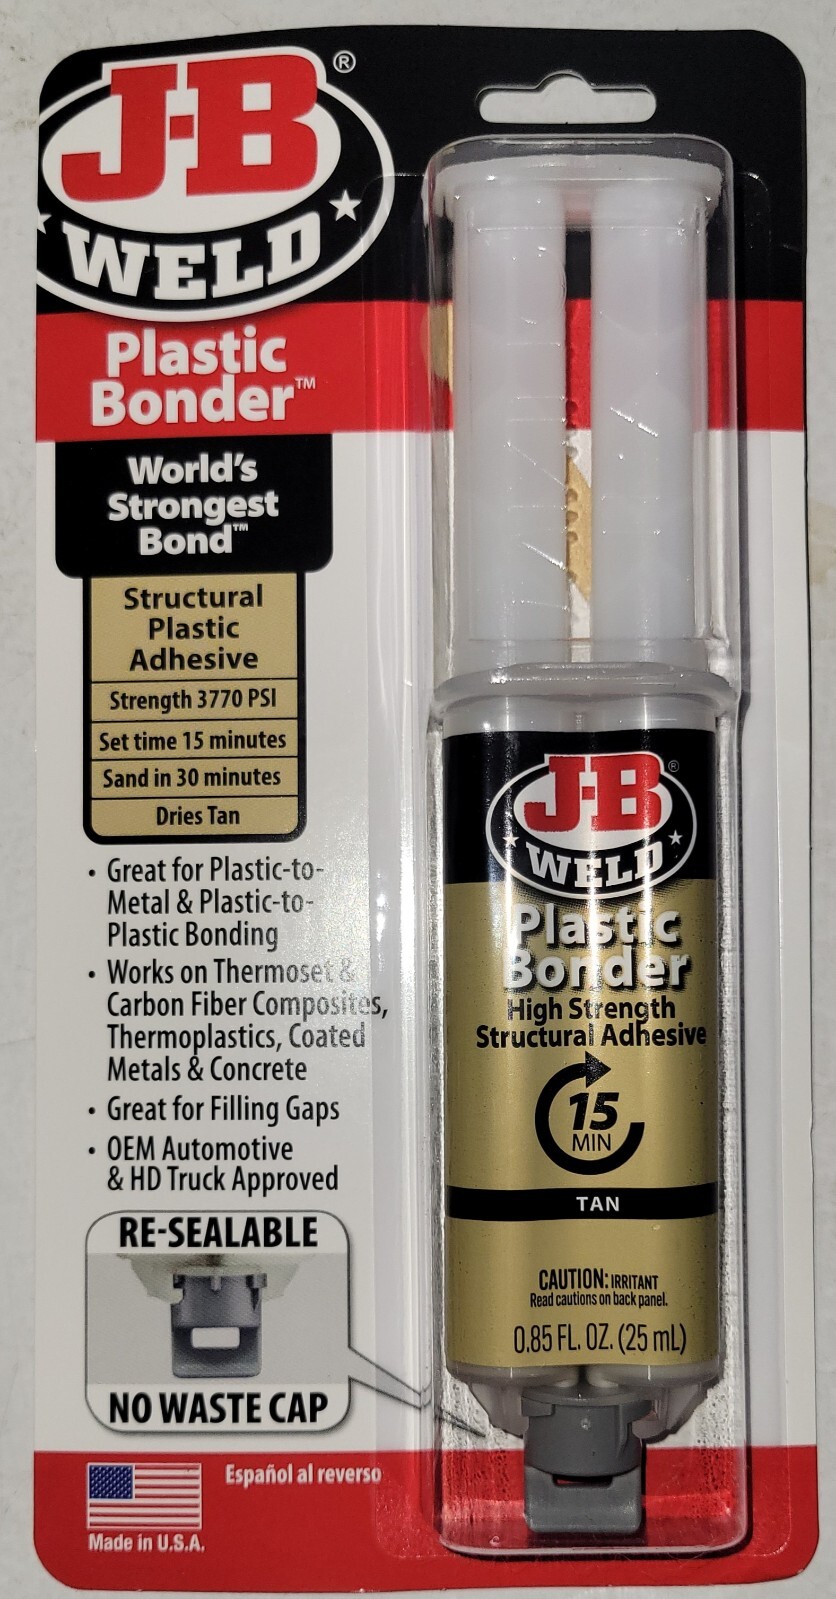 J-B
®
WELD
Plastic
Bonder™
World's
Strongest
Bond™
Structural
Plastic
Adhesive
Strength 3770 PSI
Set time 15 minutes
Sand in 30 minutes
Dries Tan
• Great for Plastic-to-
Metal & Plastic-to-
Plastic Bonding
• Works on Thermoset &
Carbon Fiber Composites,
Thermoplastics, Coated
Metals & Concrete
• Great for Filling Gaps
• OEM Automotive
& HD Truck Approved
RE-SEALABLE
NO WASTE CAP
Español al reverso
Made in U.S.A.
J-B
®
WELD
Plastic
Bonder
High Strength
Structural Adhesive
15
MIN
TAN
CAUTION: IRRITANT
Read cautions on back panel.
0.85 FL. OZ. (25 mL)